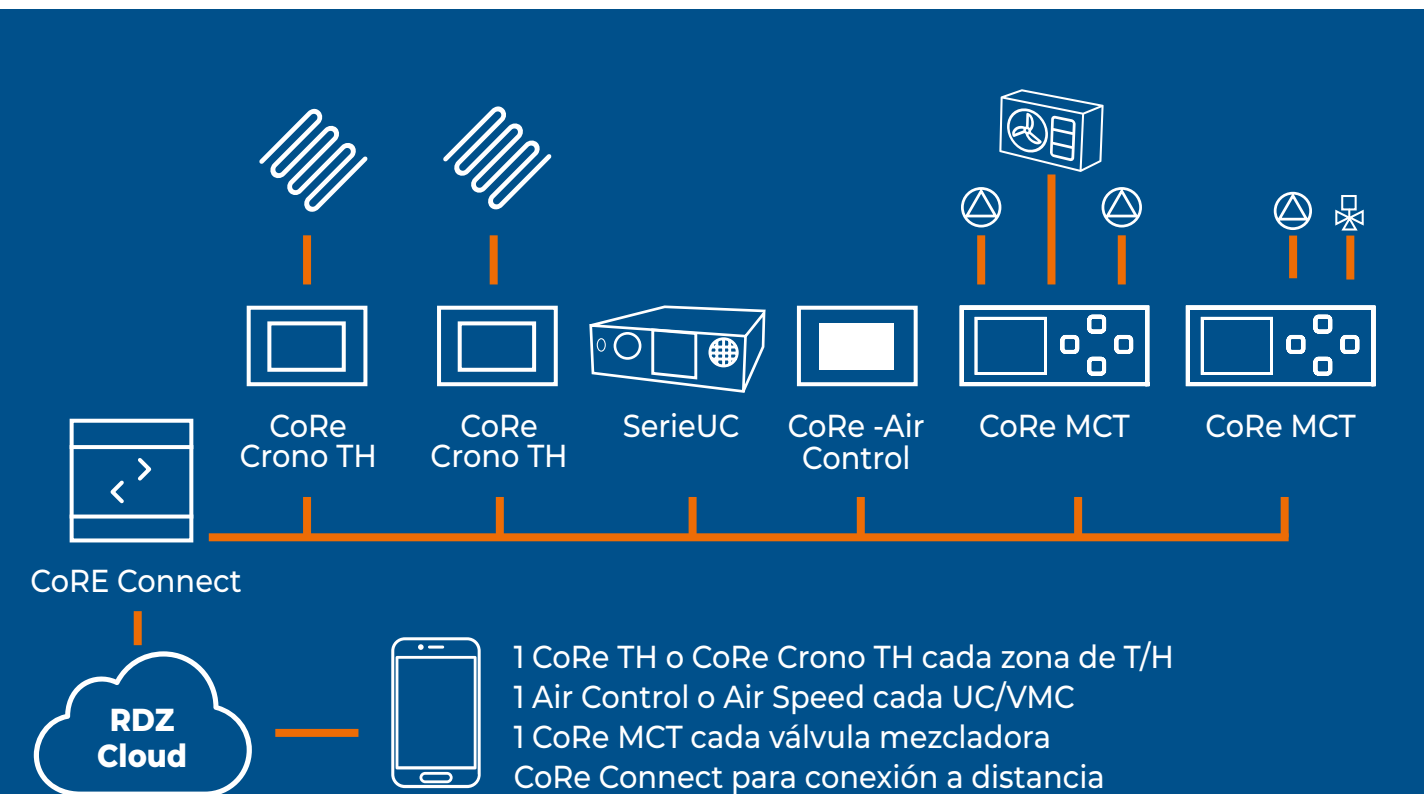 CoRe
Crono TH
CoRe
Crono TH
SerieUC
CoRe -Air
Control
CoRe MCT
CoRe MCT
CoRE Connect
RDZ
Cloud
1 CoRe TH o CoRe Crono TH cada zona de T/H
1 Air Control o Air Speed cada UC/VMC
1 CoRe MCT cada válvula mezcladora
CoRe Connect para conexión a distancia